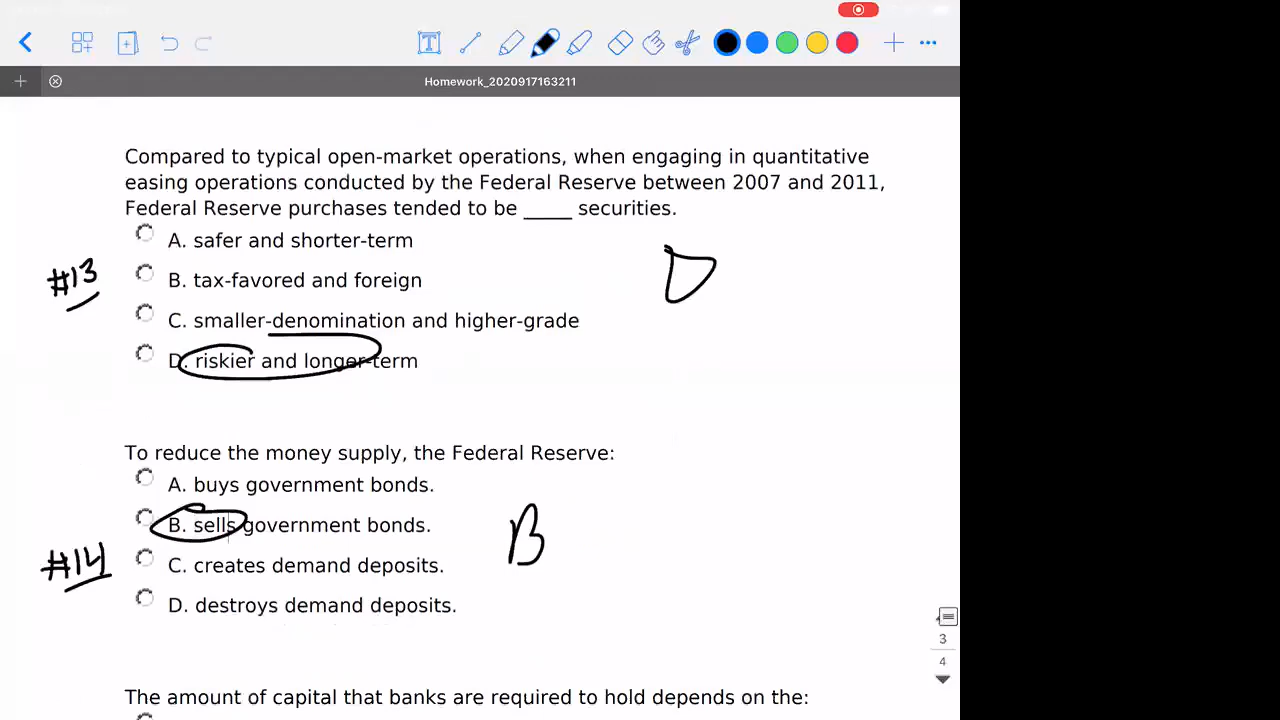 T
Homework_2020917163211
Compared to typical open-market operations, when engaging in quantitative
easing operations conducted by the Federal Reserve between 2007 and 2011,
Federal Reserve purchases tended to be _____ securities.
A. safer and shorter-term
#13
B. tax-favored and foreign
D
C. smaller-denomination and higher-grade
D. riskier and longer-term
To reduce the money supply, the Federal Reserve:
A. buys government bonds.
B. sells government bonds.
B
#14
C. creates demand deposits.
D. destroys demand deposits.
3
4
The amount of capital that banks are required to hold depends on the: